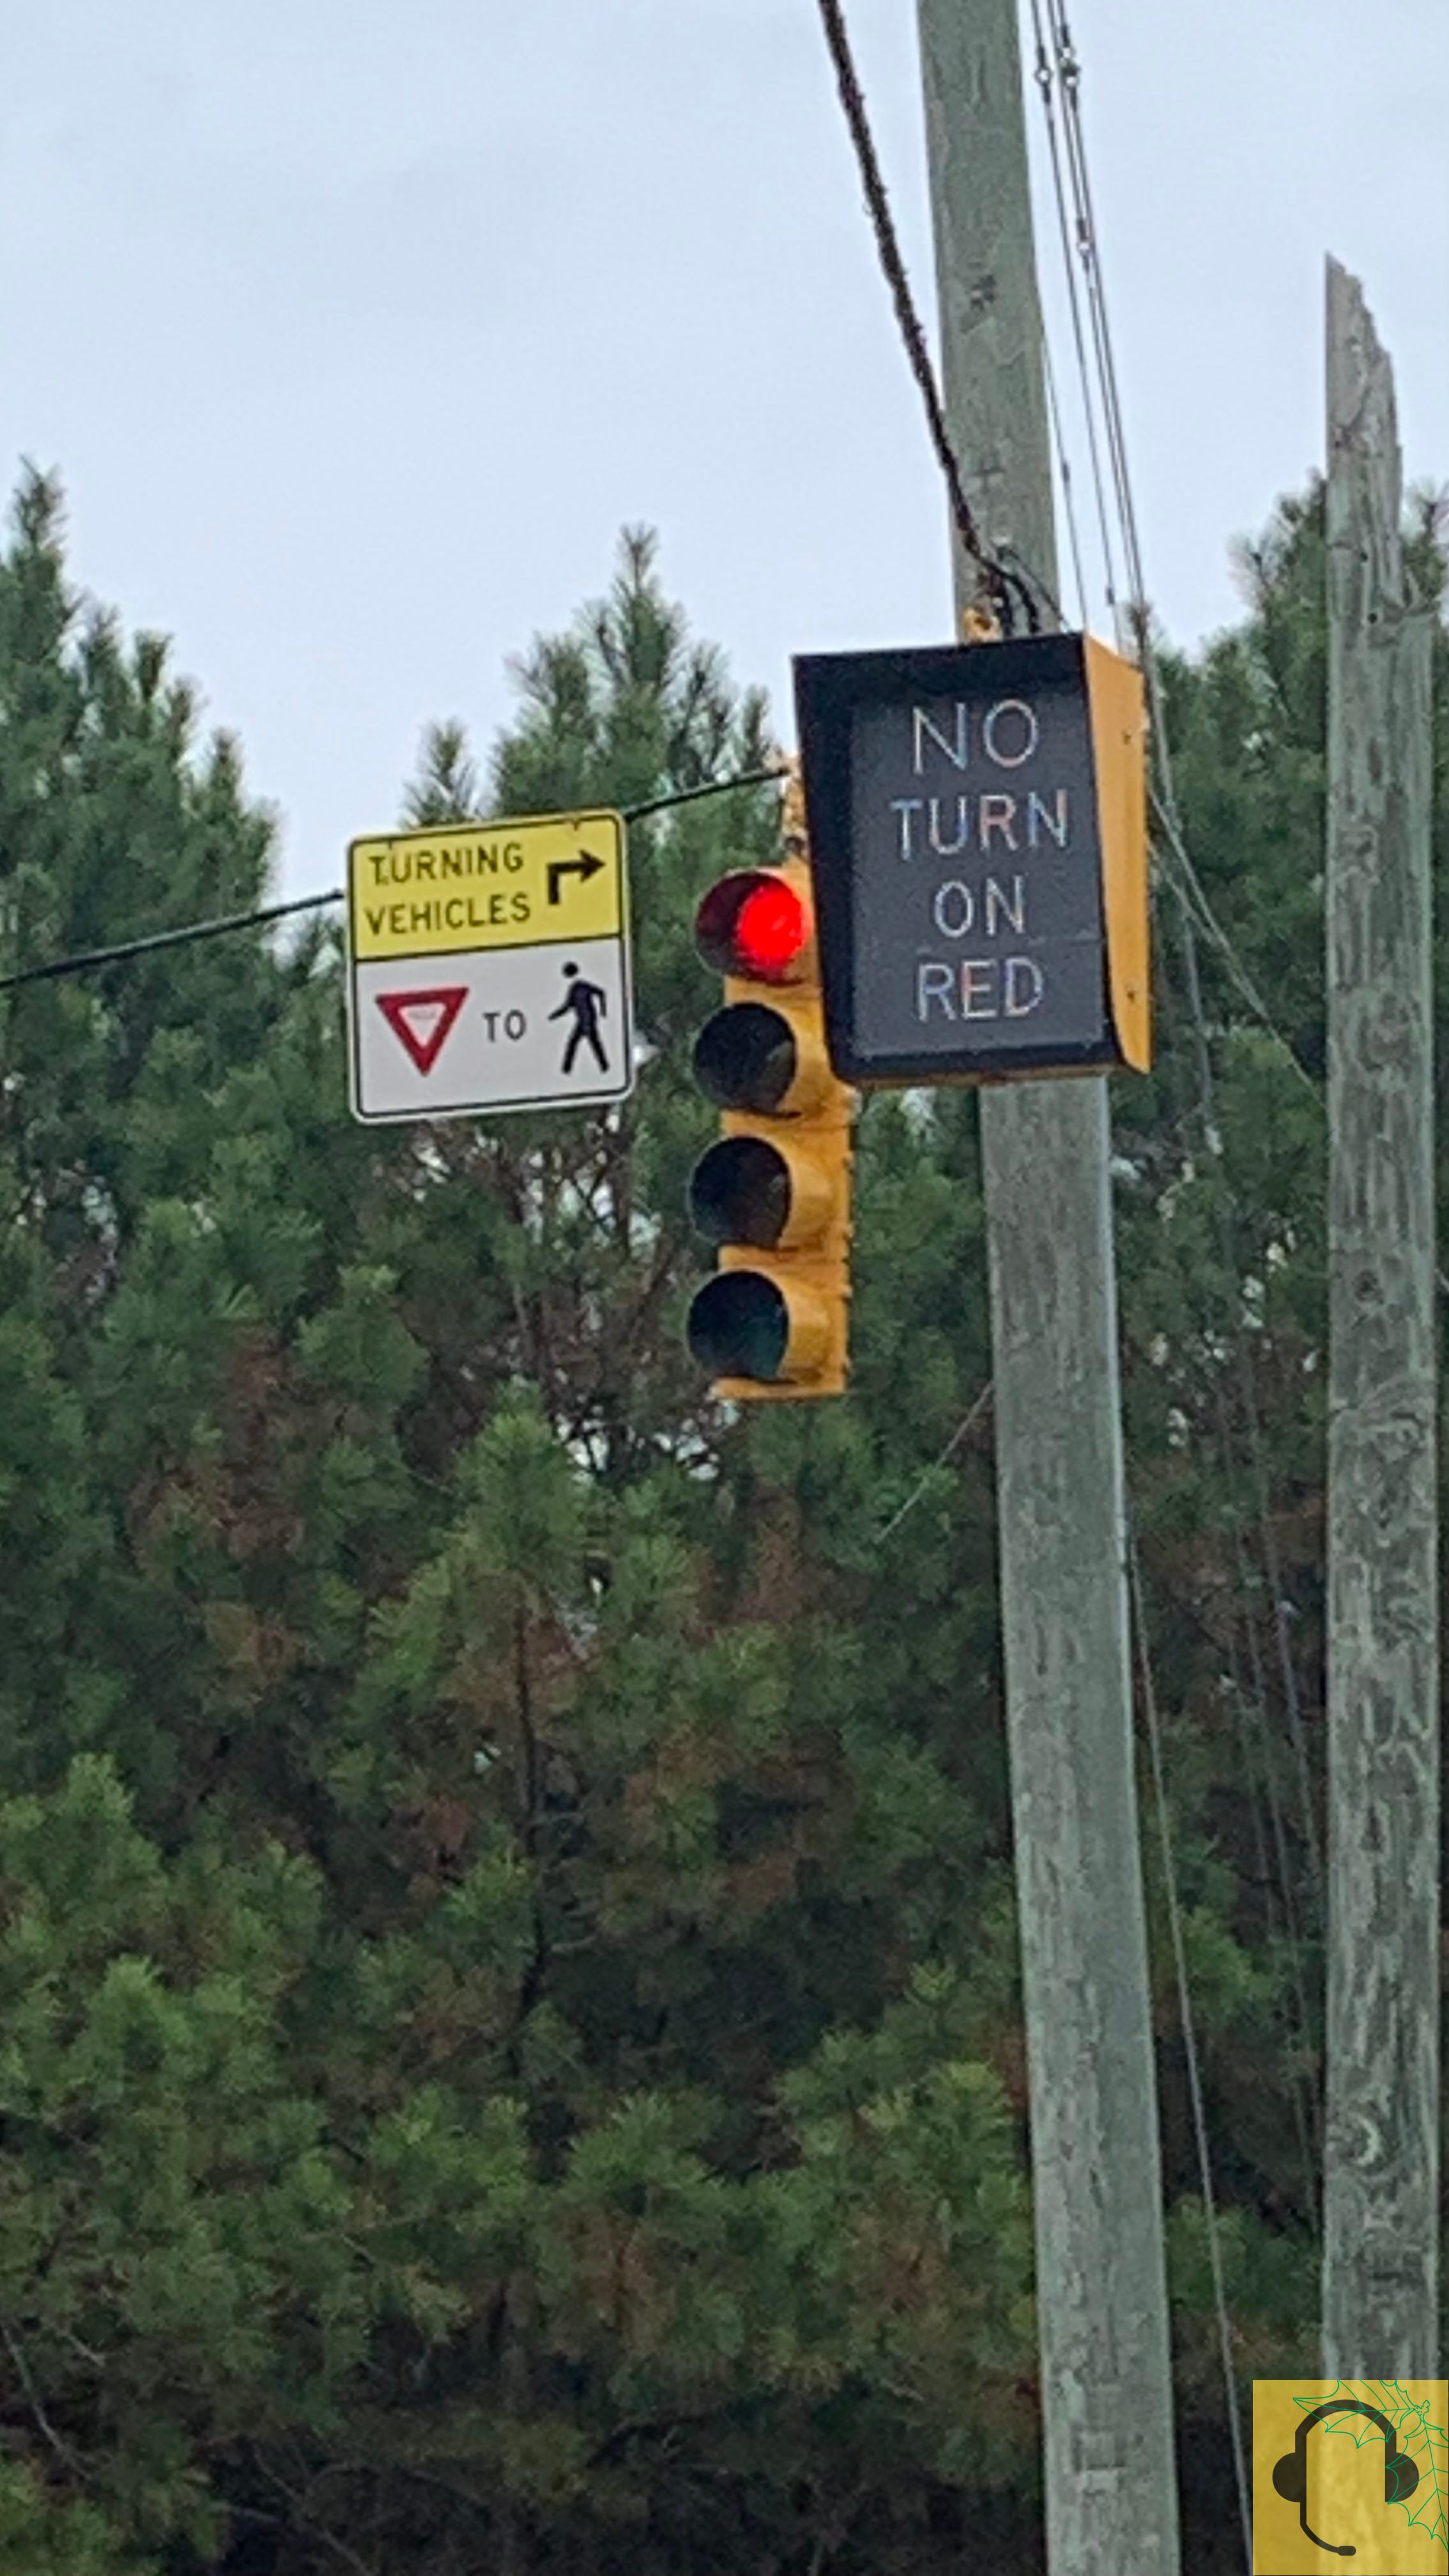 TURNING
VEHICLES
TO
NO
TURN
ON
RED